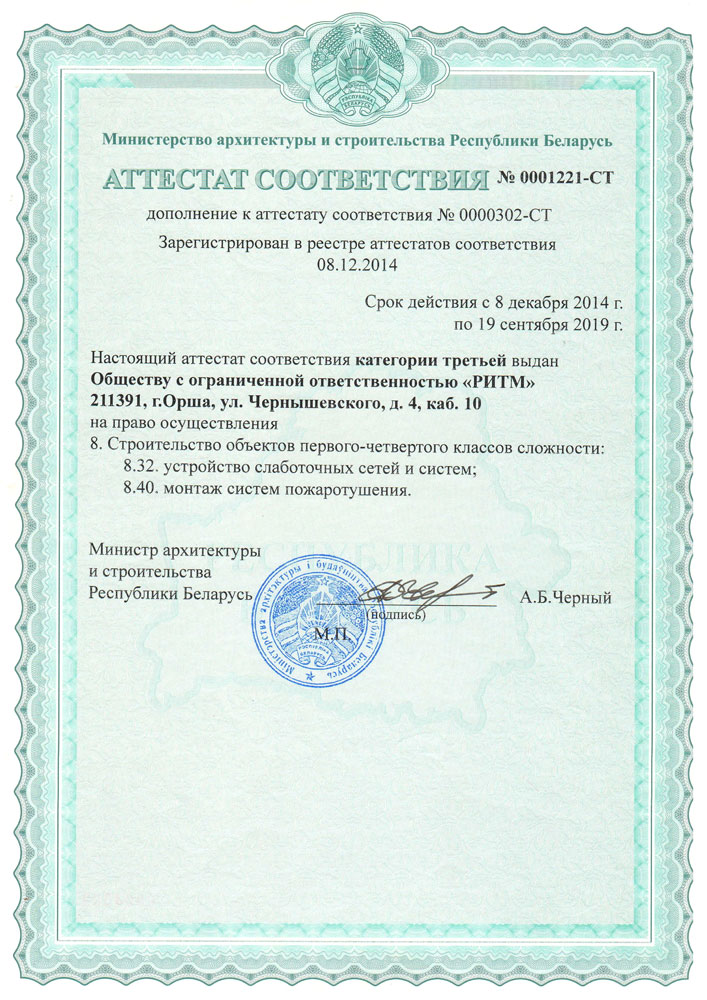 РЭСПУБЛІКА
БЕЛАРУСЬ
Министерство архитектуры и строительства Республики Беларусь
АТТЕСТАТ СООТВЕТСТВИЯ № 0001221-СТ
дополнение к аттестату соответствия № 0000302-СТ
Зарегистрирован в реестре аттестатов соответствия
08.12.2014
Срок действия с 8 декабря 2014 г.
по 19 сентября 2019 г.
Настоящий аттестат соответствия категории третьей выдан
Обществу с ограниченной ответственностью «РИТМ»
211391, г.Орша, ул. Чернышевского, д. 4, каб. 10
на право осуществления
8. Строительство объектов первого-четвертого классов сложности:
8.32. устройство слаботочных сетей и систем;
8.40. монтаж систем пожаротушения.
Министр архитектуры
и строительства
Республики Беларусь
А.Б.Черный
(подпись)
М.П.
Міністэрства архітэктуры і будаўніцтва Рэспублікі Беларусь